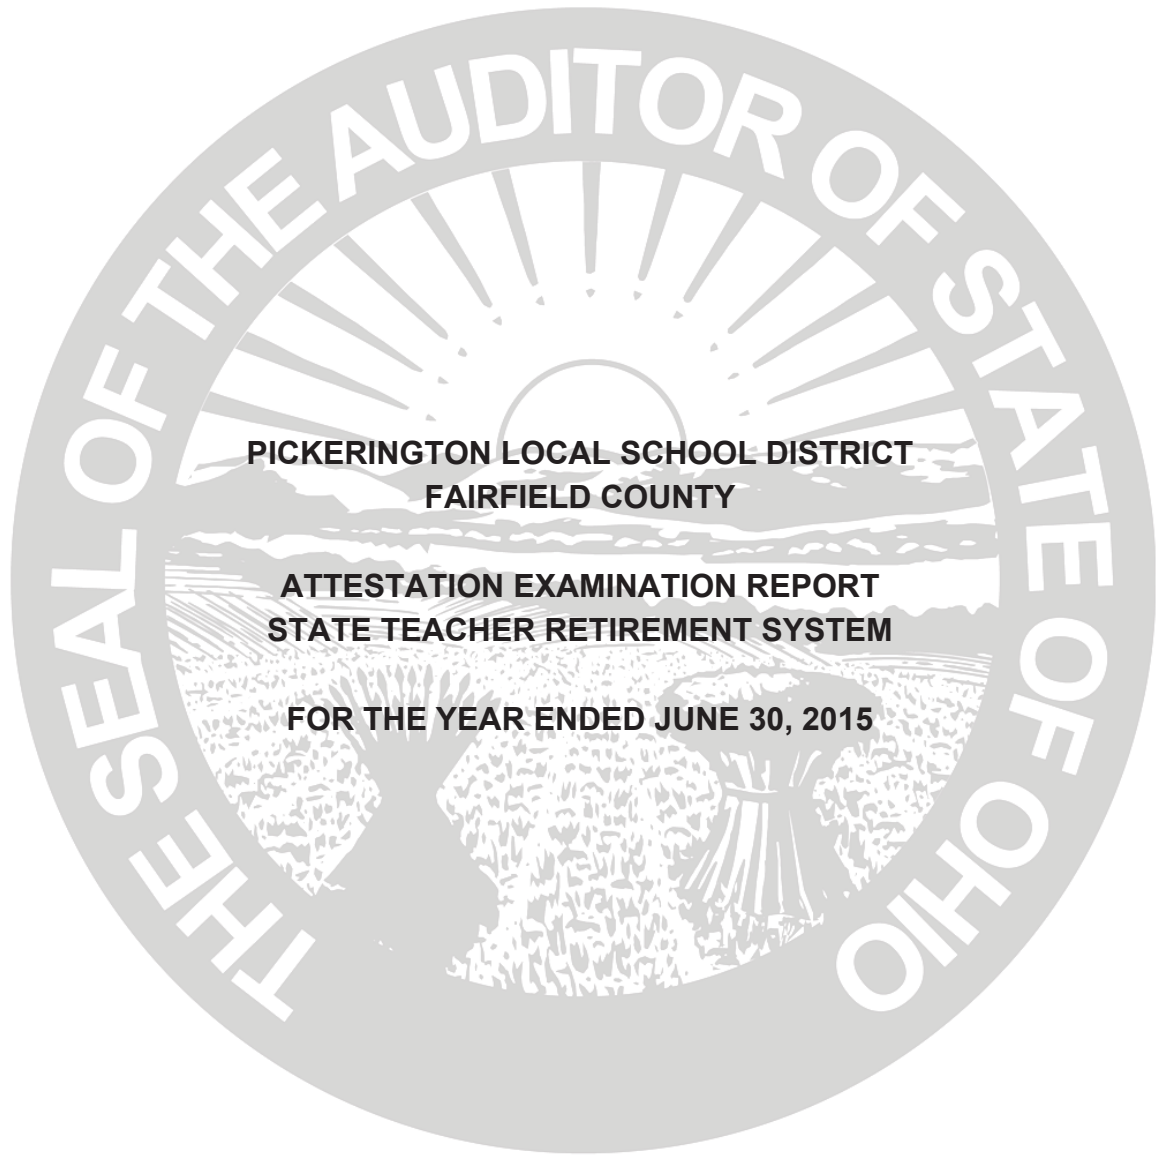 THE SEAL OF THE AUDITOR OF STATE OF OHIO
PICKERINGTON LOCAL SCHOOL DISTRICT
FAIRFIELD COUNTY
ATTESTATION EXAMINATION REPORT
STATE TEACHER RETIREMENT SYSTEM
FOR THE YEAR ENDED JUNE 30, 2015